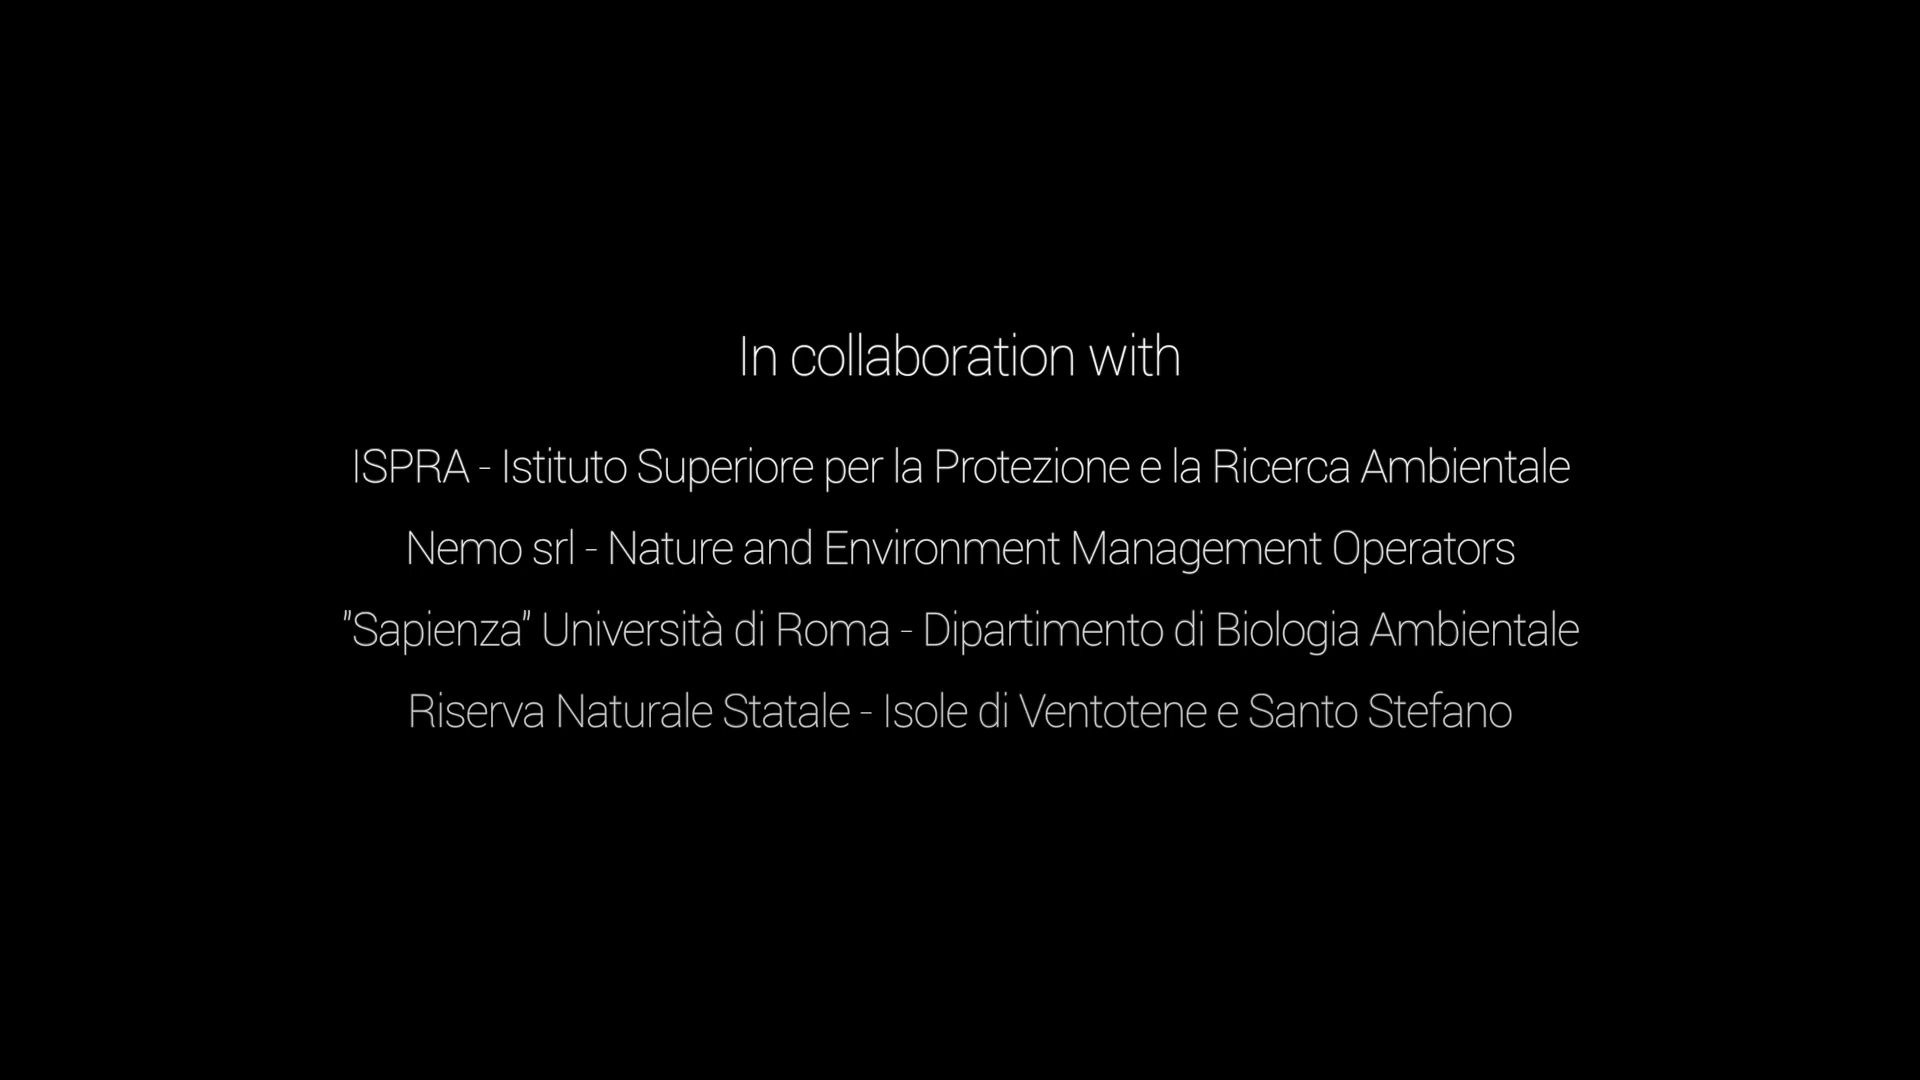 In collaboration with
ISPRA - Istituto Superiore per la Protezione e la Ricerca Ambientale
Nemo srl - Nature and Environment Management Operators
"Sapienza" Università di Roma - Dipartimento di Biologia Ambientale
Riserva Naturale Statale - Isole di Ventotene e Santo Stefano